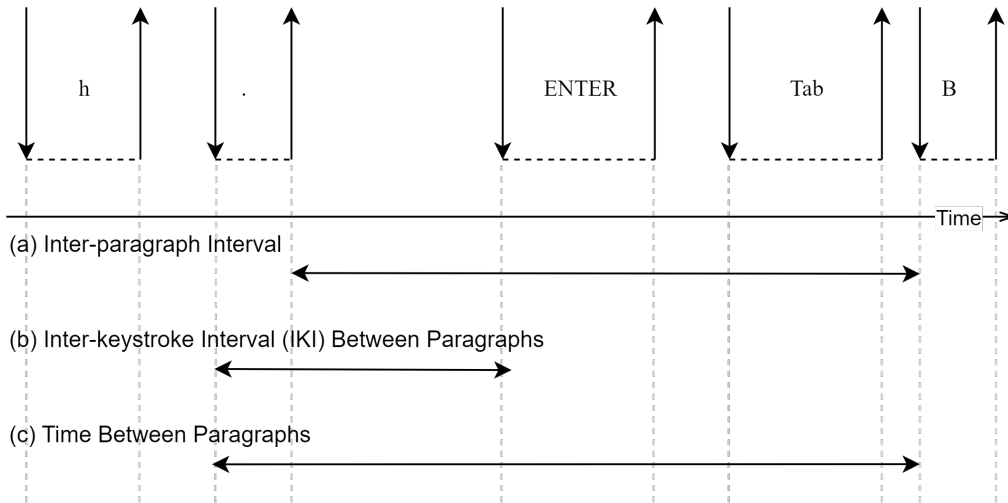 h
.
ENTER
Tab
B
Time
(a) Inter-paragraph Interval
(b) Inter-keystroke Interval (IKI) Between Paragraphs
(c) Time Between Paragraphs